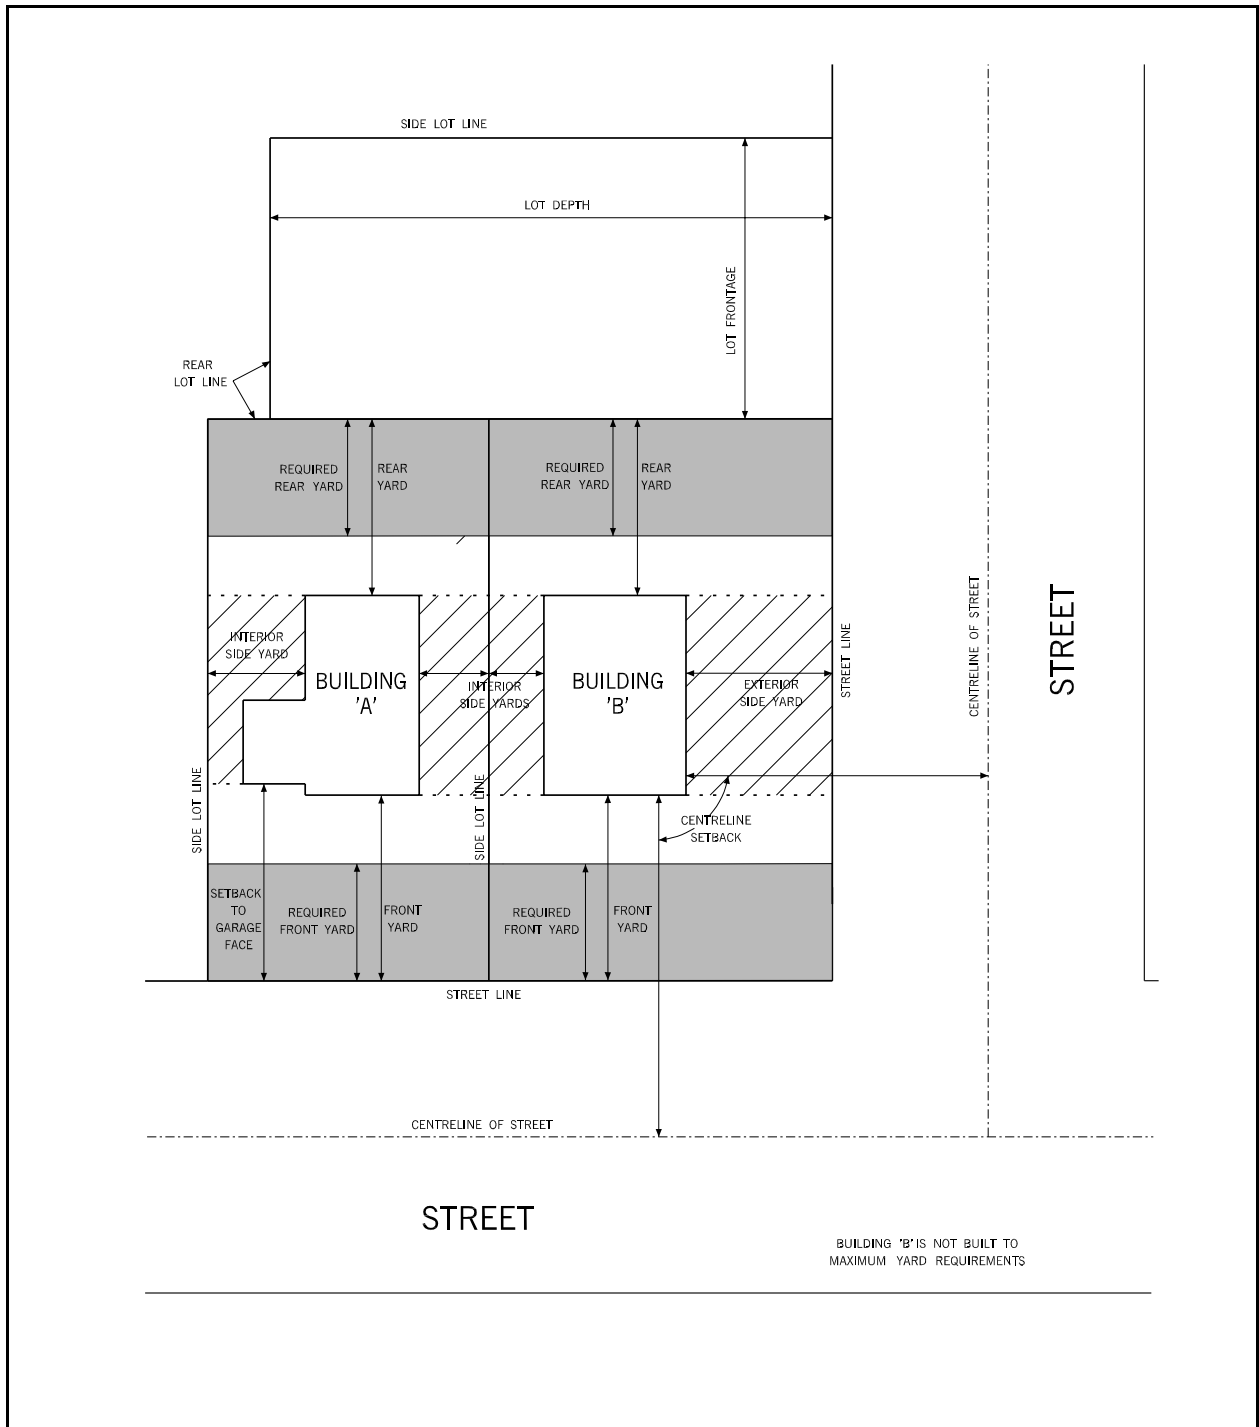 SIDE LOT LINE
LOT DEPTH
LOT FRONTAGE
REAR
LOT LINE
REQUIRED
REAR YARD
REAR
YARD
REQUIRED
REAR YARD
REAR
YARD
INTERIOR
SIDE YARD
BUILDING
'A'
INTERIOR
SIDE YARDS
BUILDING
'B'
EXTERIOR
SIDE YARD
STREET LINE
CENTRELINE OF STREET
STREET
SIDE LOT LINE
SIDE LOT LINE
CENTRELINE
SETBACK
SETBACK
TO
GARAGE
FACE
REQUIRED
FRONT YARD
FRONT
YARD
REQUIRED
FRONT YARD
FRONT
YARD
STREET LINE
CENTRELINE OF STREET
STREET
BUILDING 'B' IS NOT BUILT TO
MAXIMUM YARD REQUIREMENTS